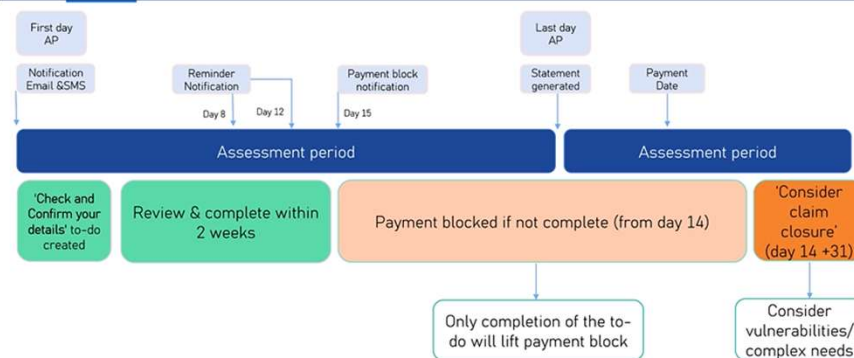 First day
AP
Last day
AP
Notification
Email &SMS
Reminder
Notification
Payment block
notification
Statement
generated
Payment
Date
Day 8
Day 12
Day 15
Assessment period
Assessment period
'Check and
Confirm your
details' to-do
created
Review & complete within
2 weeks
Payment blocked if not complete (from day 14)
'Consider
claim
closure'
(day 14 +31)
Only completion of the to-
do will lift payment block
Consider
vulnerabilities/
complex needs